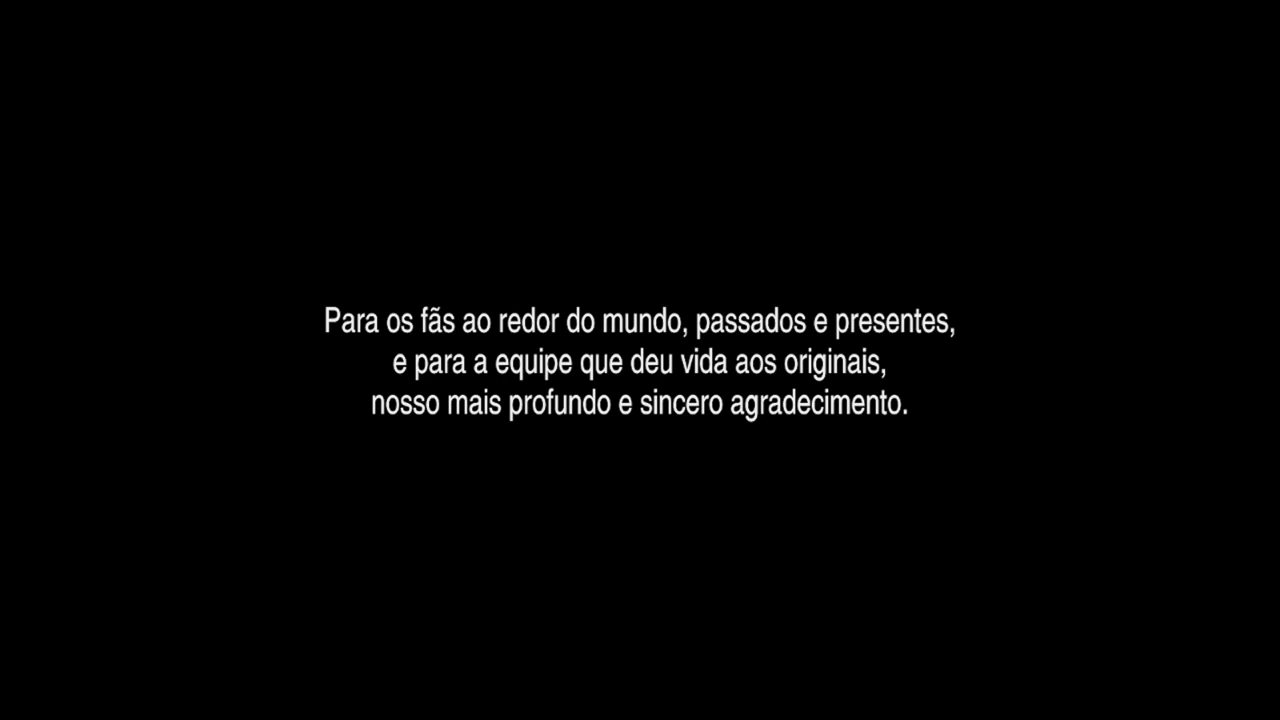 Para os fãs ao redor do mundo, passados e presentes,
e para a equipe que deu vida aos originais,
nosso mais profundo e sincero agradecimento.